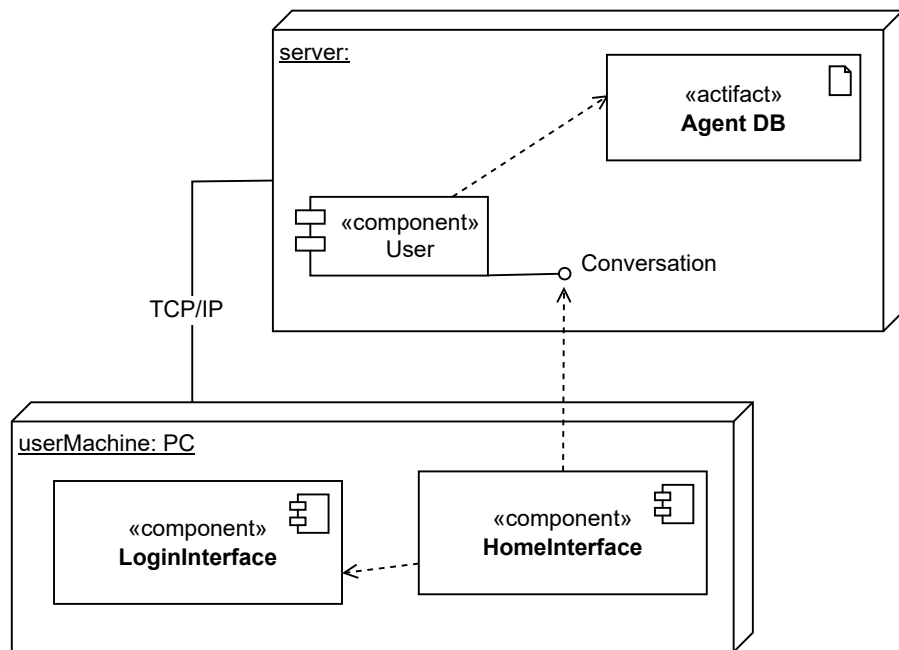 server:
«actifact»
Agent DB
«component»
User
Conversation
TCP/IP
userMachine: PC
«component»
LoginInterface
«component»
HomeInterface